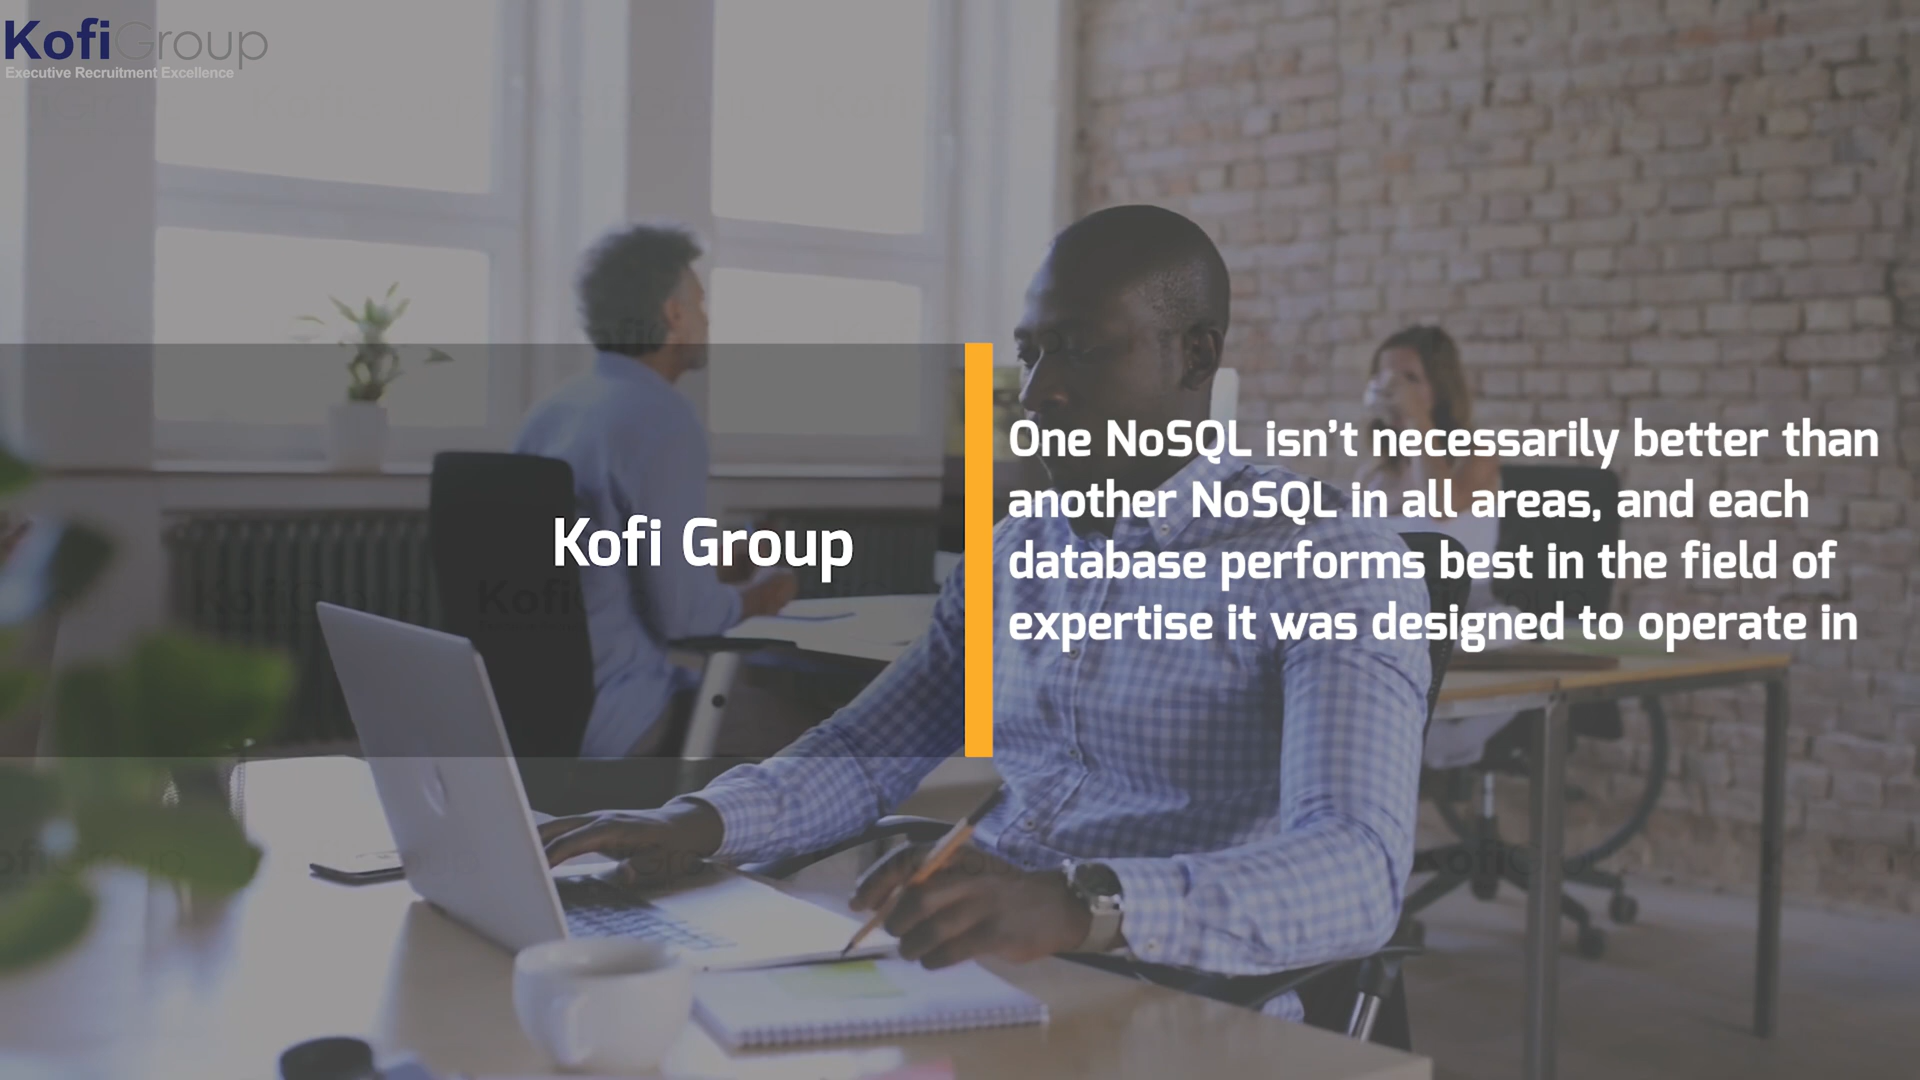 KofiGroup
Executive Recruitment Excellence
Kofi Group
One NoSQL isn't necessarily better than
another NoSQL in all areas, and each
database performs best in the field of
expertise it was designed to operate in